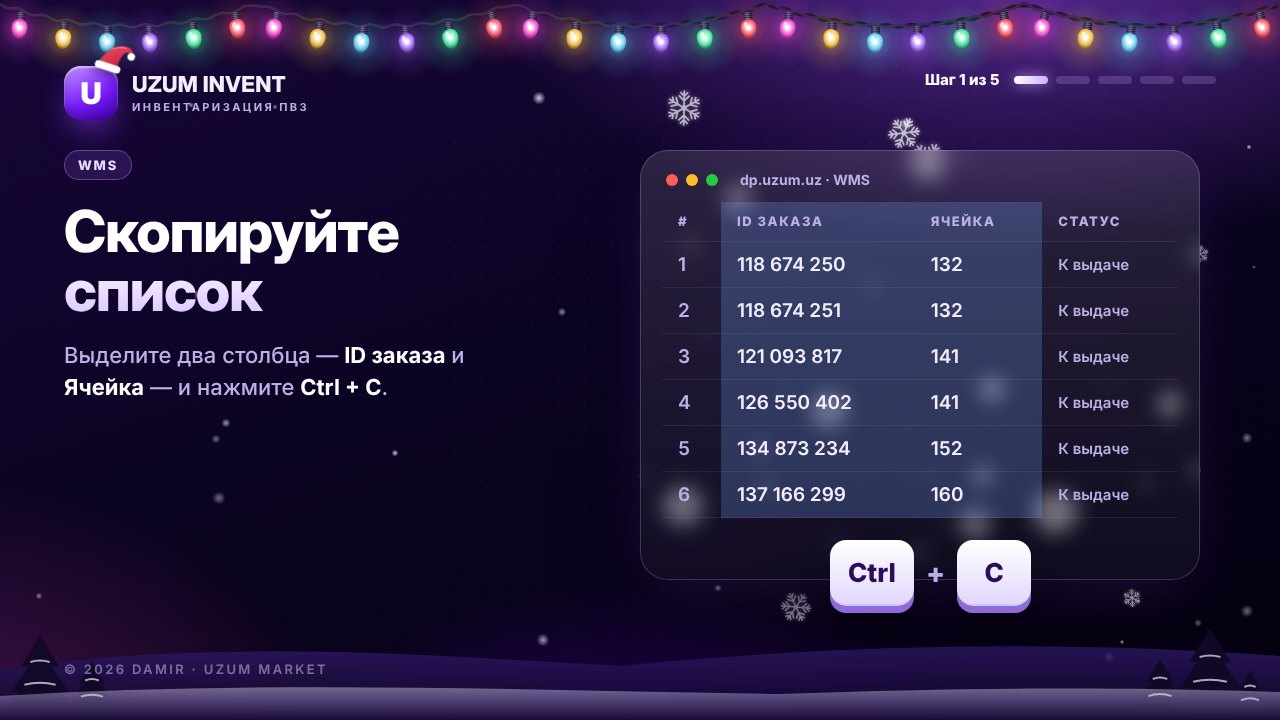 U
UZUM INVENT
ИНВЕНТАРИЗАЦИЯ·ПВЗ
Шаг 1 из 5
WMS
Скопируйте
список
Выделите два столбца — ID заказа и
Ячейка — и нажмите Ctrl + C.
dp.uzum.uz · WMS
# ID ЗАКАЗА ЯЧЕЙКА СТАТУС
1 118 674 250 132 К выдаче
2 118 674 251 132 К выдаче
3 121 093 817 141 К выдаче
4 126 550 402 141 К выдаче
5 134 873 234 152 К выдаче
6 137 166 299 160 К выдаче
Ctrl + C
© 2026 DAMIR · UZUM MARKET